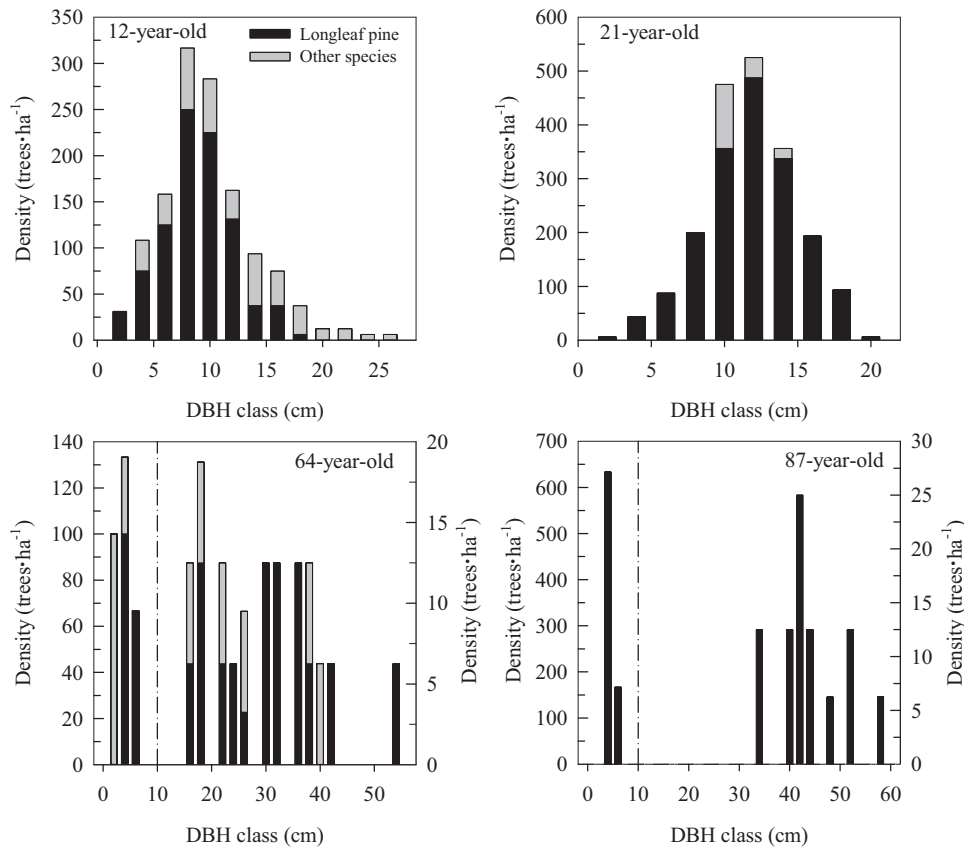 12-year-old
Longleaf pine
Other species
350
300
250
200
150
100
50
0
Density (trees•ha⁻¹)
0 5 10 15 20 25
DBH class (cm)
21-year-old
600
500
400
300
200
100
0
Density (trees•ha⁻¹)
0 5 10 15 20
DBH class (cm)
64-year-old
140
120
100
80
60
40
20
0
Density (trees•ha⁻¹)
20
15
10
5
0
Density (trees•ha⁻¹)
0 10 20 30 40 50
DBH class (cm)
87-year-old
700
600
500
400
300
200
100
0
Density (trees•ha⁻¹)
30
25
20
15
10
5
0
Density (trees•ha⁻¹)
0 10 20 30 40 50 60
DBH class (cm)